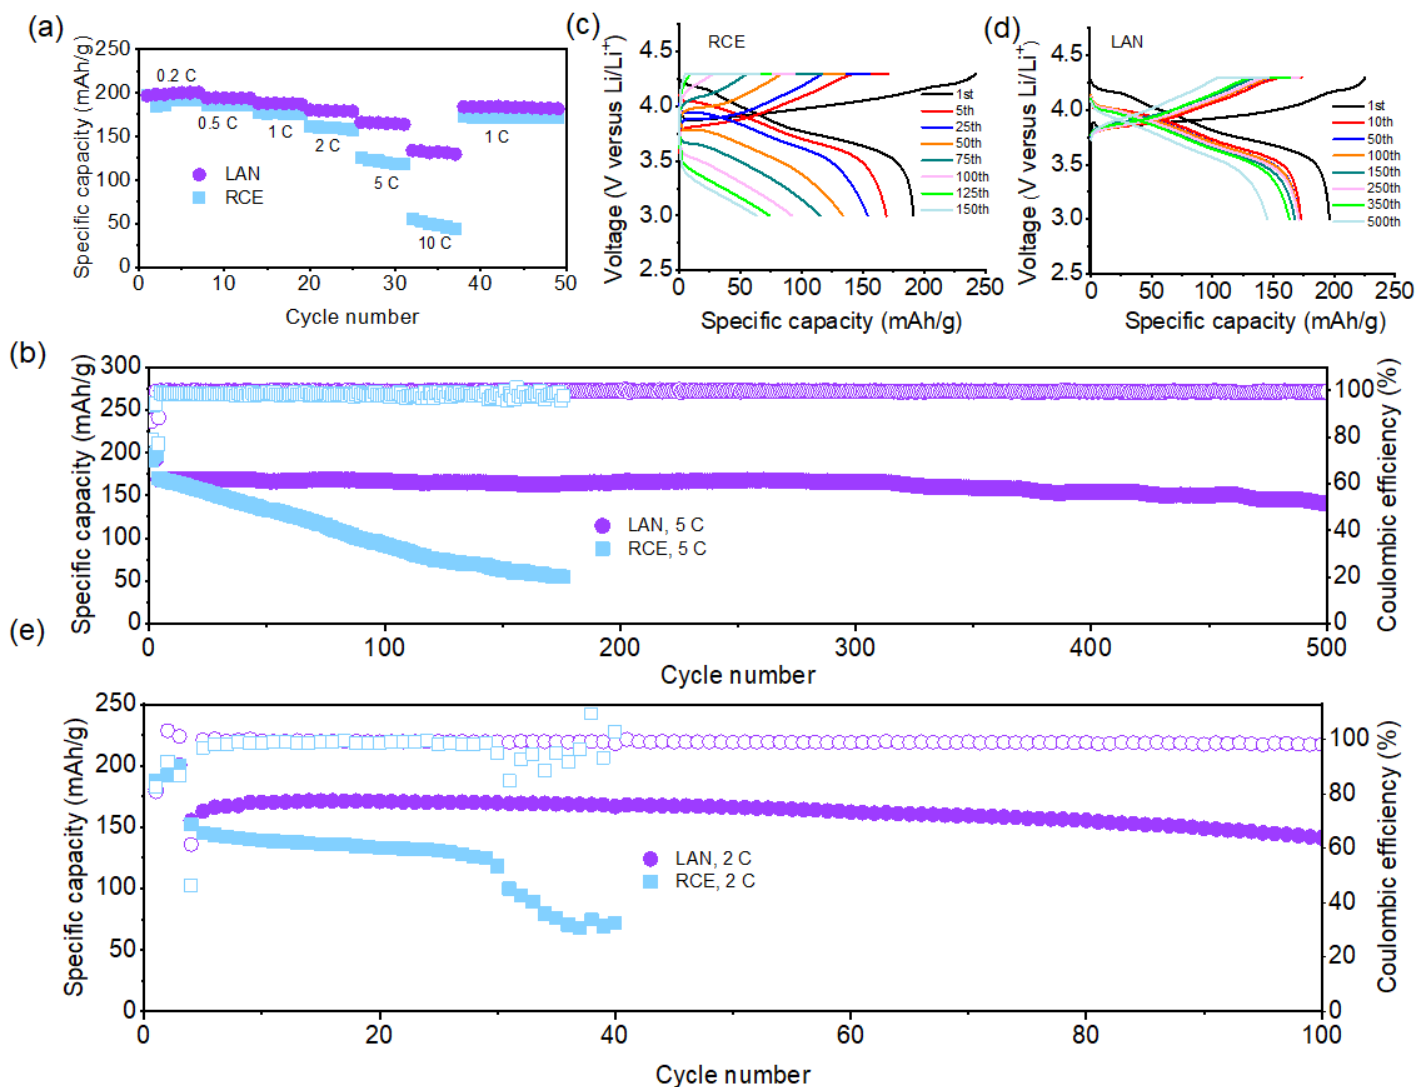 (a)
Specific capacity (mAh/g)
250
200
150
100
50
0
0.2 C
0.5 C
1 C
2 C
5 C
10 C
1 C
LAN
RCE
0 10 20 30 40 50
Cycle number
(c)
Voltage (V versus Li/Li+)
4.5
4.0
3.5
3.0
2.5
RCE
1st
5th
25th
50th
75th
100th
125th
150th
0 50 100 150 200 250
Specific capacity (mAh/g)
(d)
Voltage (V versus Li/Li+)
4.5
4.0
3.5
3.0
2.5
LAN
1st
10th
50th
100th
150th
250th
350th
500th
0 50 100 150 200 250
Specific capacity (mAh/g)
(b)
Specific capacity (mAh/g)
300
250
200
150
100
50
0
LAN, 5 C
RCE, 5 C
100
80
60
40
20
0
Coulombic efficiency (%)
0 100 200 300 400 500
Cycle number
(e)
Specific capacity (mAh/g)
250
200
150
100
50
0
LAN, 2 C
RCE, 2 C
100
80
60
40
20
0
Coulombic efficiency (%)
0 20 40 60 80 100
Cycle number